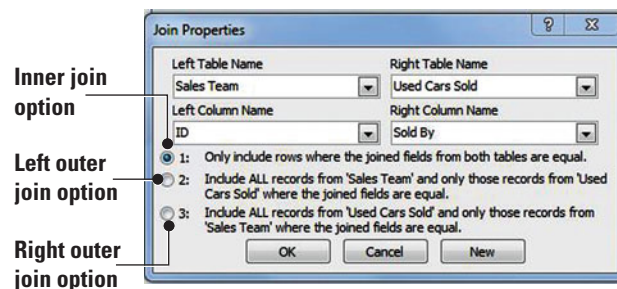 Join Properties
Left Table Name
Right Table Name
Sales Team
Used Cars Sold
Left Column Name
Right Column Name
ID
Sold By
1: Only include rows where the joined fields from both tables are equal.
2: Include ALL records from 'Sales Team' and only those records from 'Used
Cars Sold' where the joined fields are equal.
3: Include ALL records from 'Used Cars Sold' and only those records from
'Sales Team' where the joined fields are equal.
OK
Cancel
New
Inner join
option
Left outer
join option
Right outer
join option